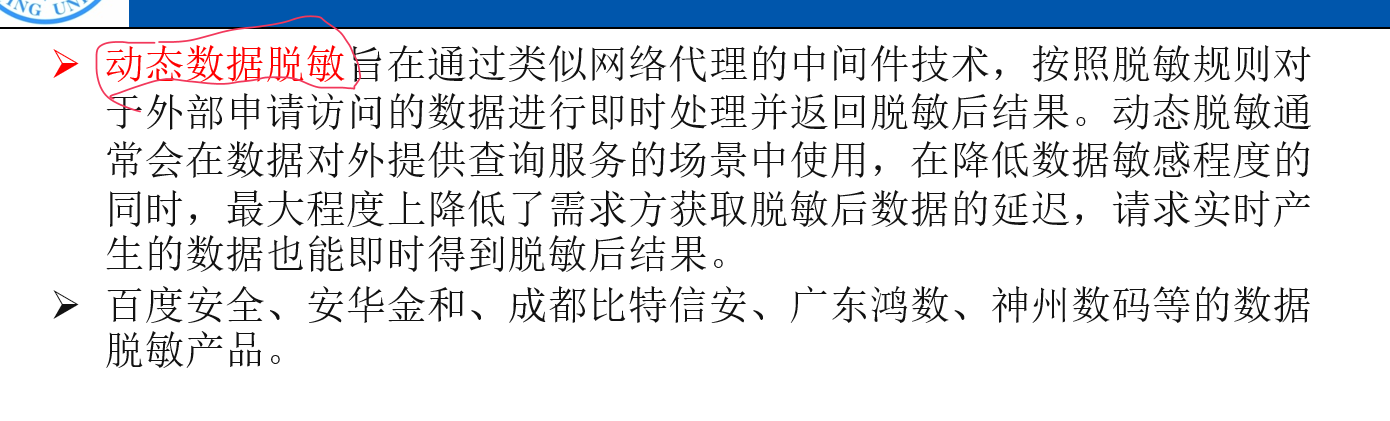 ING UN
➢ 动态数据脱敏旨在通过类似网络代理的中间件技术，按照脱敏规则对
于外部申请访问的数据进行即时处理并返回脱敏后结果。动态脱敏通
常会在数据对外提供查询服务的场景中使用，在降低数据敏感程度的
同时，最大程度上降低了需求方获取脱敏后数据的延迟，请求实时产
生的数据也能即时得到脱敏后结果。
➢ 百度安全、安华金和、成都比特信安、广东鸿数、神州数码等的数据
脱敏产品。